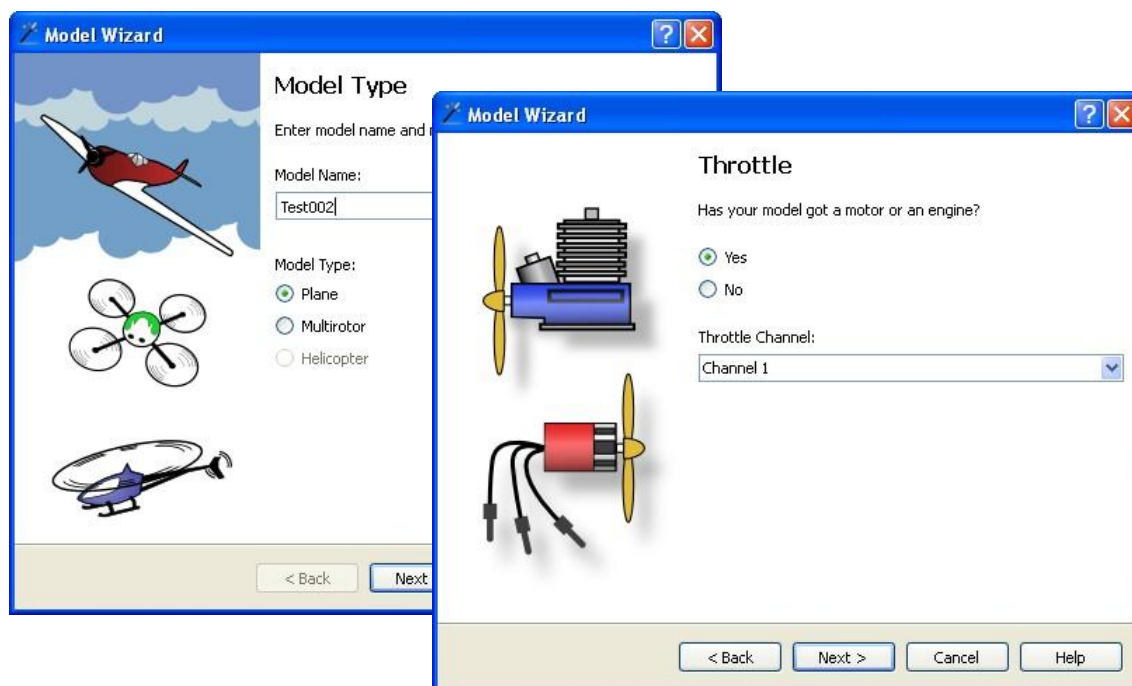 Model Wizard
Model Type
Enter model name and
Model Name:
Test002
Model Type:
Plane
Multirotor
Helicopter
< Back
Next
Model Wizard
Throttle
Has your model got a motor or an engine?
Yes
No
Throttle Channel:
Channel 1
< Back
Next >
Cancel
Help